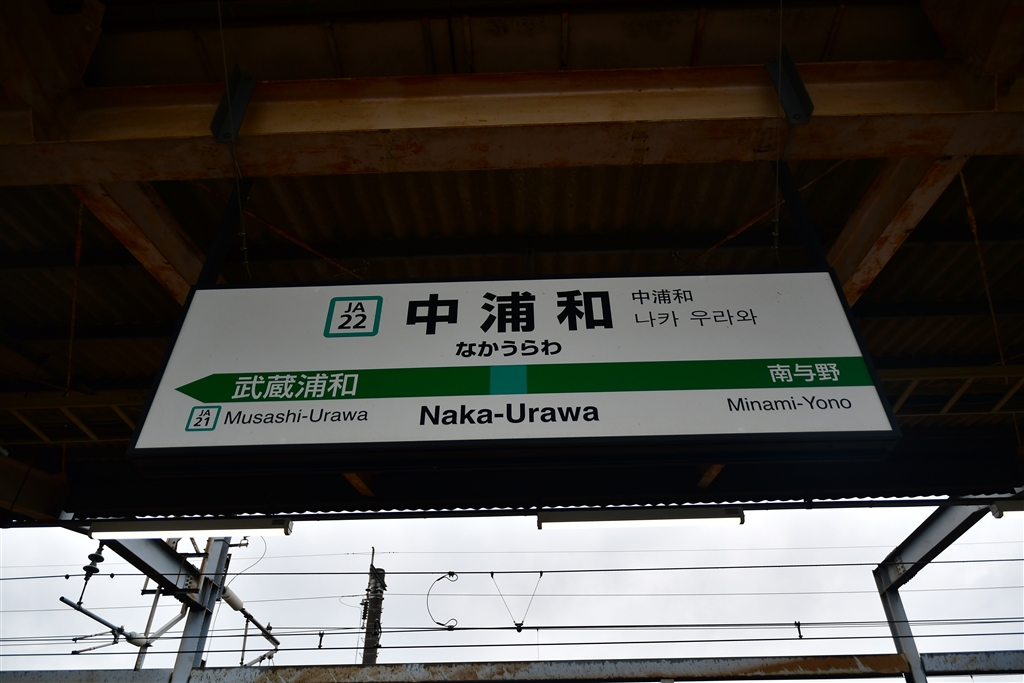 JA
22
中浦和
中浦和
나카 우라와
なかうらわ
武蔵浦和
南与野
JA
21
Musashi-Urawa
Naka-Urawa
Minami-Yono